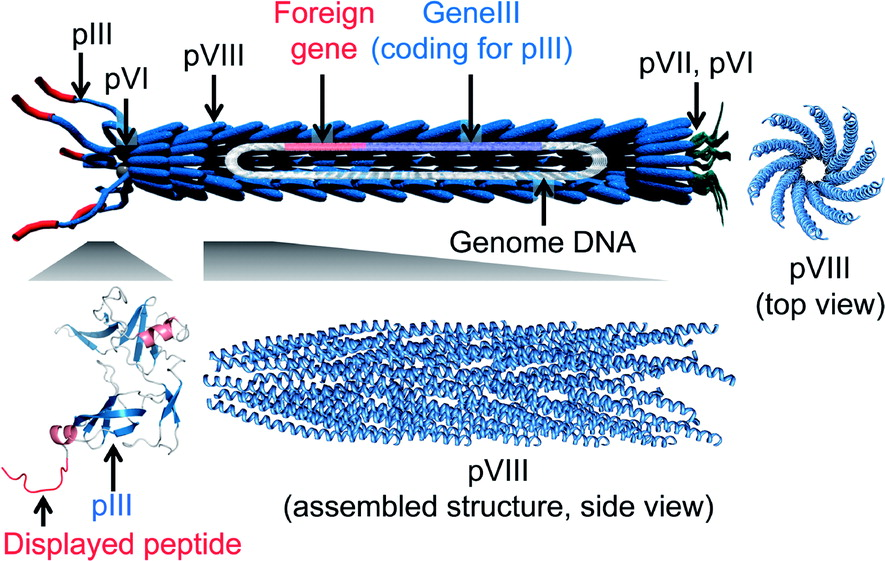 pIII
pVI
pVIII
Foreign
gene
GeneIII
(coding for pIII)
pVII, pVI
Genome DNA
pVIII
(top view)
pIII
Displayed peptide
pVIII
(assembled structure, side view)